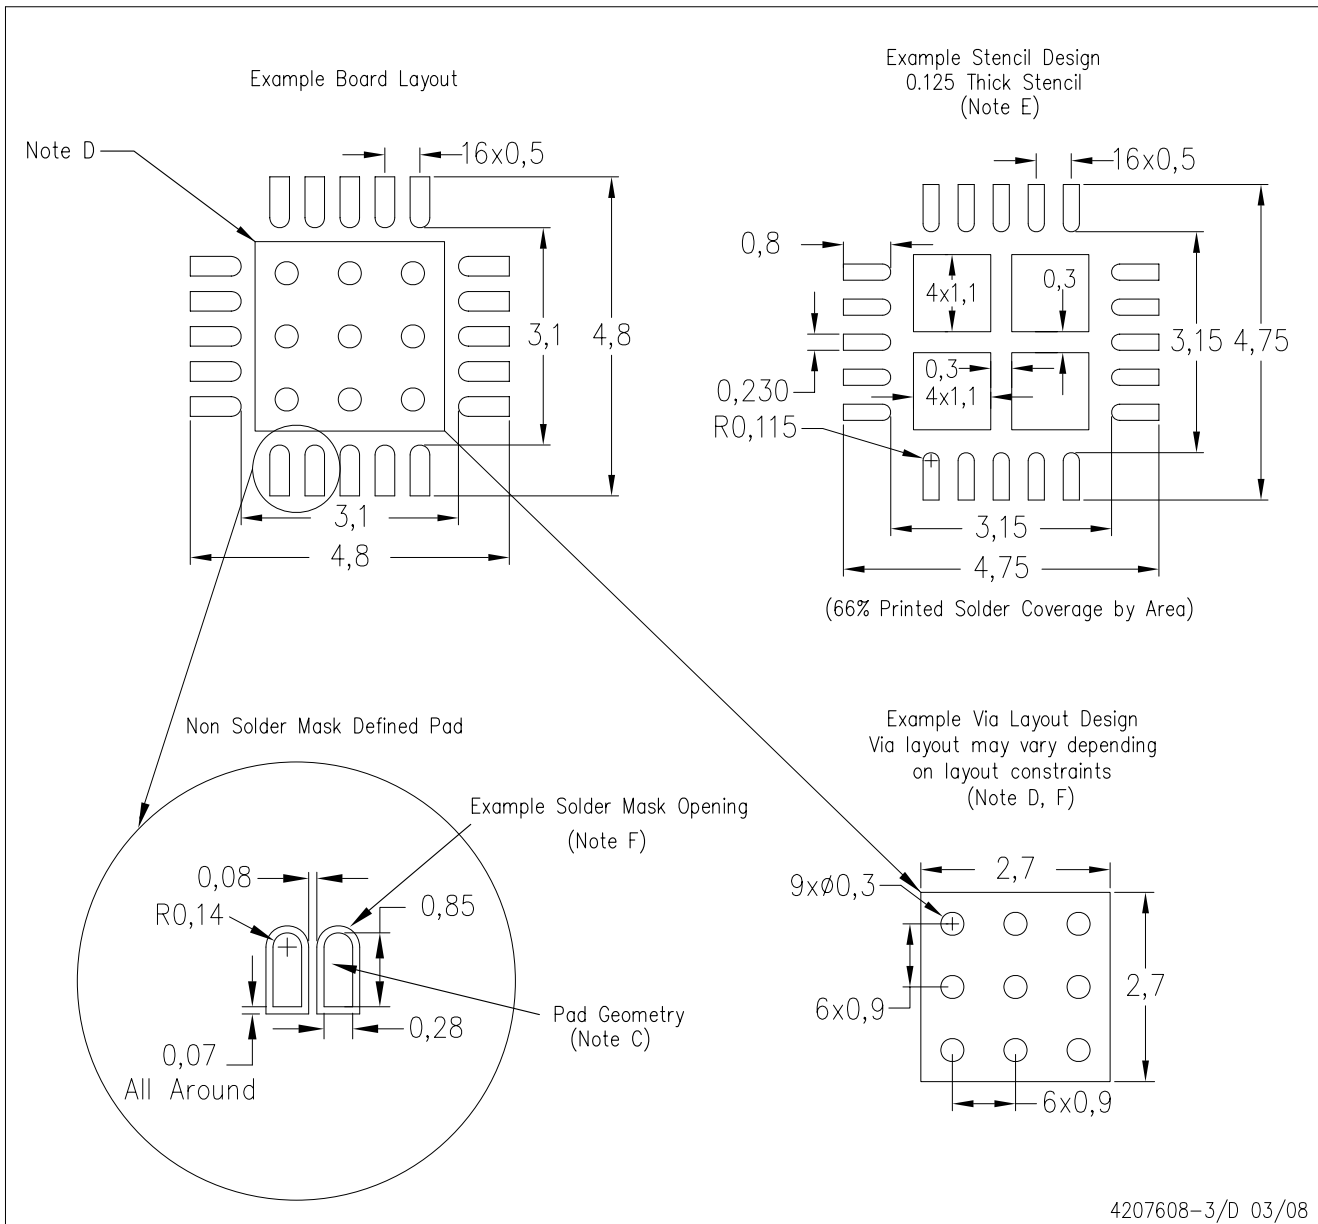 Example Board Layout
Note D
16x0,5
3,1
4,8
3,1
4,8
Example Stencil Design
0.125 Thick Stencil
(Note E)
16x0,5
0,8
4x1,1
0,3
3,15
4,75
0,3
4x1,1
0,230
R0,115
3,15
4,75
(66% Printed Solder Coverage by Area)
Non Solder Mask Defined Pad
Example Solder Mask Opening
(Note F)
0,08
R0,14
0,85
0,28
Pad Geometry
(Note C)
0,07
All Around
Example Via Layout Design
Via layout may vary depending
on layout constraints
(Note D, F)
2,7
9xø0,3
6x0,9
2,7
6x0,9
4207608-3/D 03/08